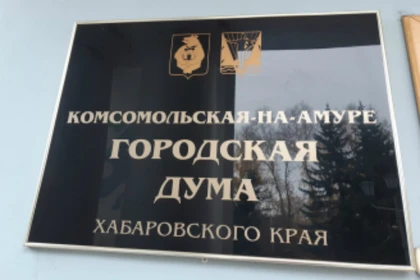 КОМСОМОЛЬСКАЯ-НА-АМУРЕ
ГОРОДСКАЯ
ДУМА
ХАБАРОВСКОГО КРАЯ